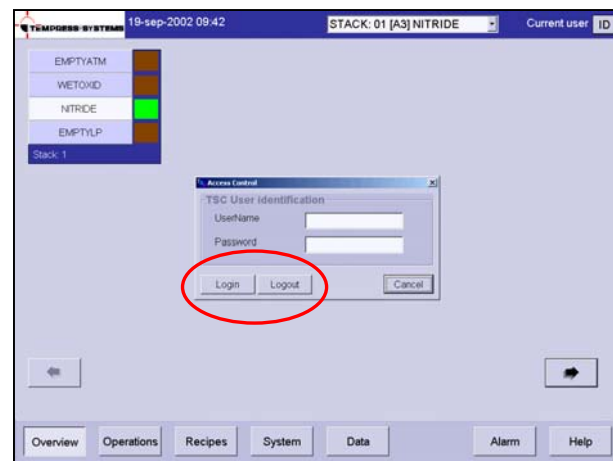 TEMPRESS SYSTEMS 19-sep-2002 09:42 STACK: 01 [A3] NITRIDE Current user ID
EMPTYATM
WETOXID
NITRIDE
EMPTYLP
Stack: 1
Access Control
TSC User identification
UserName
Password
Login Logout Cancel
Overview Operations Recipes System Data Alarm Help